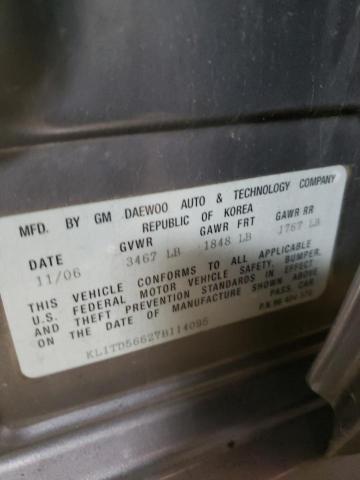 MFD. BY GM DAEWOO AUTO & TECHNOLOGY COMPANY
REPUBLIC OF KOREA
DATE GVWR GAWR FRT GAWR RR
11/06 3467 LB 1848 LB 1767 LB
THIS VEHICLE CONFORMS TO ALL APPLICABLE
U.S. FEDERAL MOTOR VEHICLE SAFETY, BUMPER,
AND THEFT PREVENTION STANDARDS SHOWN ABOVE
ON THE DATE OF MANUFACTURE PASS. CAR
KL1TD56627B114095
P.N.